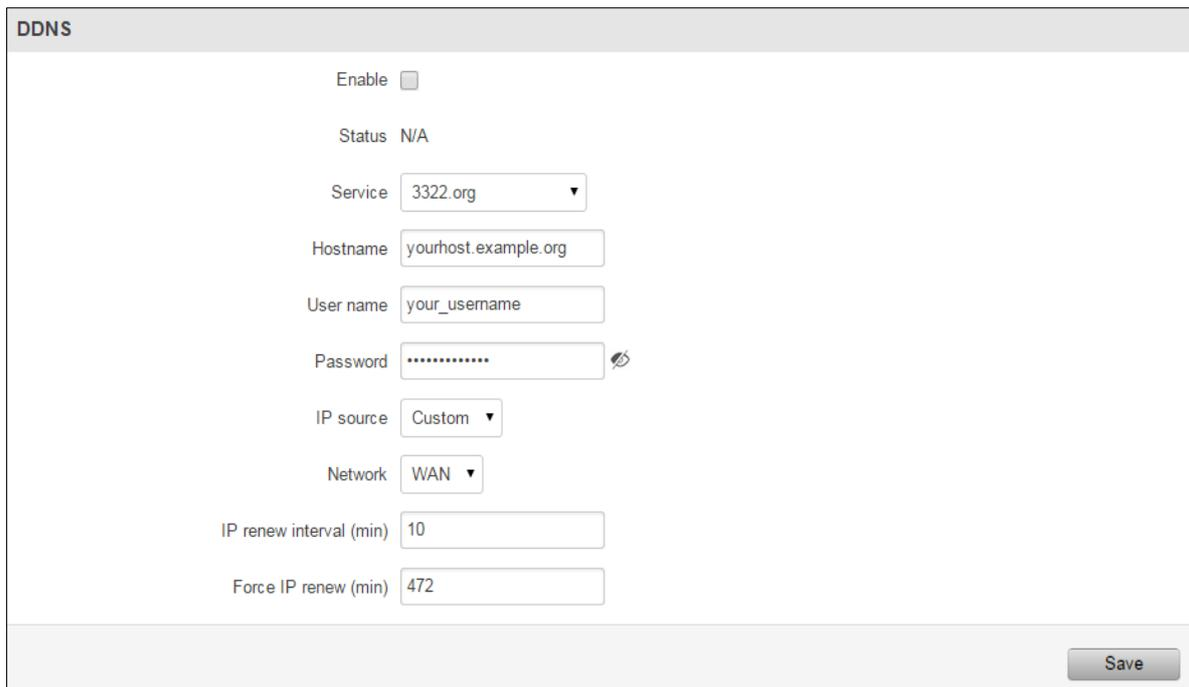 DDNS
Enable
Status N/A
Service 3322.org
Hostname yourhost.example.org
User name your_username
Password •••••••••••••
IP source Custom
Network WAN
IP renew interval (min) 10
Force IP renew (min) 472
Save